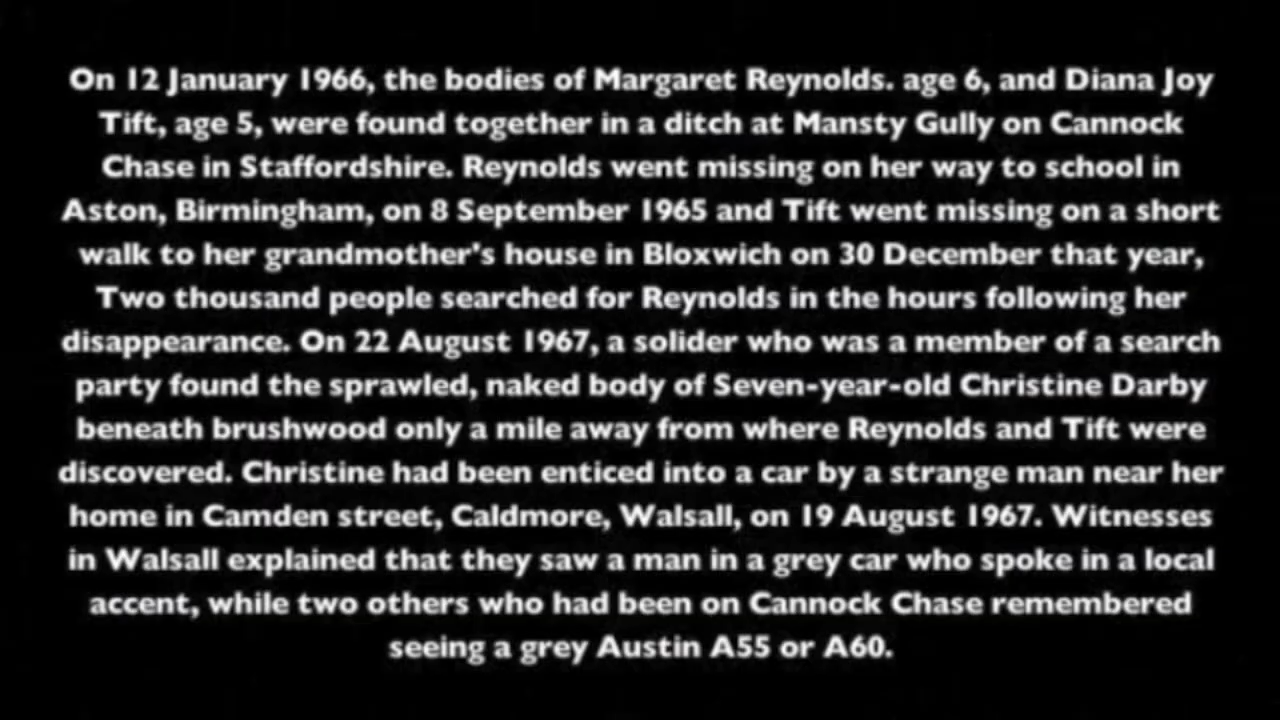 On 12 January 1966, the bodies of Margaret Reynolds. age 6, and Diana Joy
Tift, age 5, were found together in a ditch at Mansty Gully on Cannock
Chase in Staffordshire. Reynolds went missing on her way to school in
Aston, Birmingham, on 8 September 1965 and Tift went missing on a short
walk to her grandmother's house in Bloxwich on 30 December that year,
Two thousand people searched for Reynolds in the hours following her
disappearance. On 22 August 1967, a solider who was a member of a search
party found the sprawled, naked body of Seven-year-old Christine Darby
beneath brushwood only a mile away from where Reynolds and Tift were
discovered. Christine had been enticed into a car by a strange man near her
home in Camden street, Caldmore, Walsall, on 19 August 1967. Witnesses
in Walsall explained that they saw a man in a grey car who spoke in a local
accent, while two others who had been on Cannock Chase remembered
seeing a grey Austin A55 or A60.